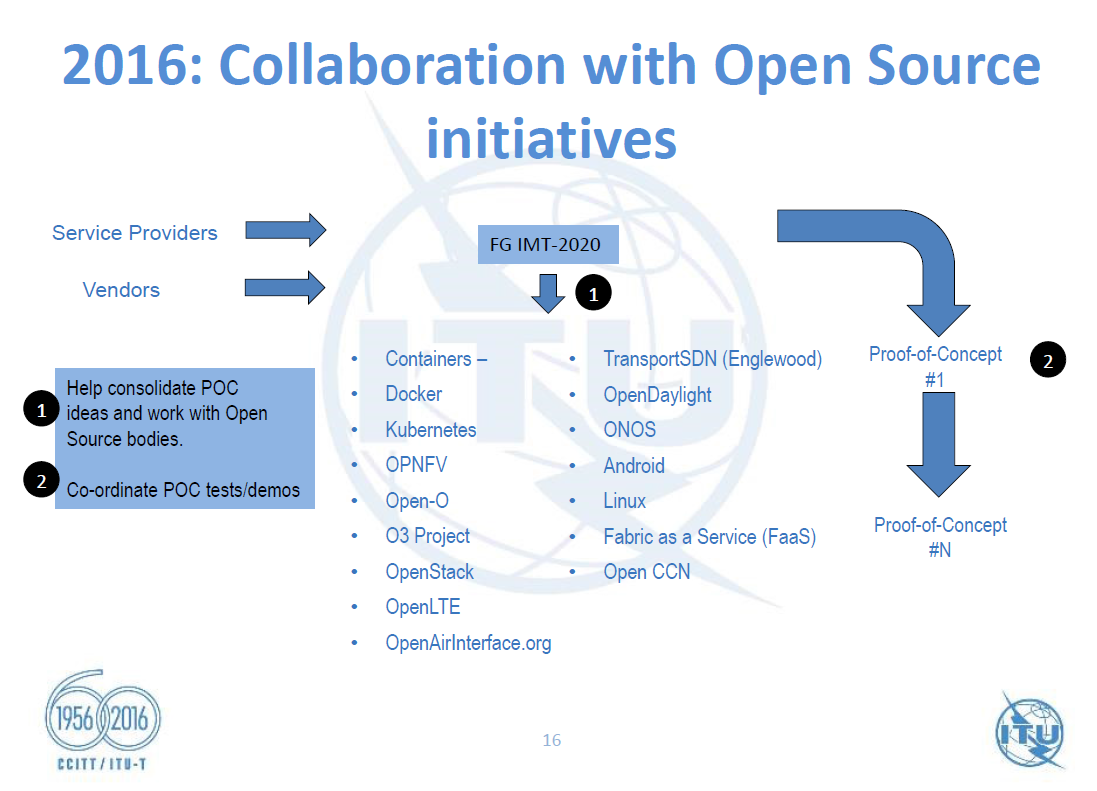 2016: Collaboration with Open Source
initiatives
Service Providers
Vendors
FG IMT-2020
1
1
Help consolidate POC
ideas and work with Open
Source bodies.
2
Co-ordinate POC tests/demos
• Containers –
• Docker
• Kubernetes
• OPNFV
• Open-O
• O3 Project
• OpenStack
• OpenLTE
• OpenAirInterface.org
• TransportSDN (Englewood)
• OpenDaylight
• ONOS
• Android
• Linux
• Fabric as a Service (FaaS)
• Open CCN
Proof-of-Concept
#1
2
Proof-of-Concept
#N
ITU
60
1956 2016
CCITT / ITU-T
16
ITU